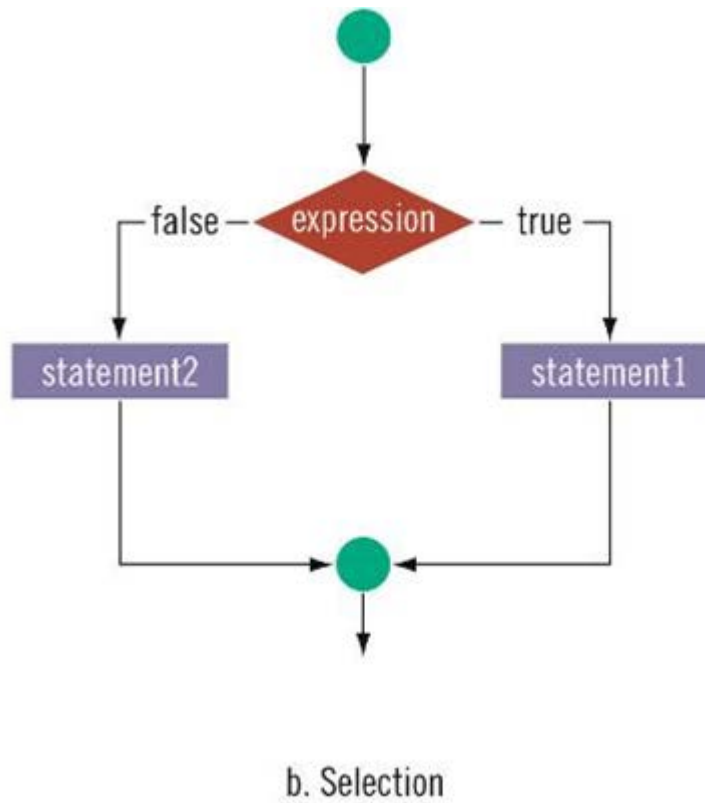 false
expression
true
statement2
statement1
b. Selection